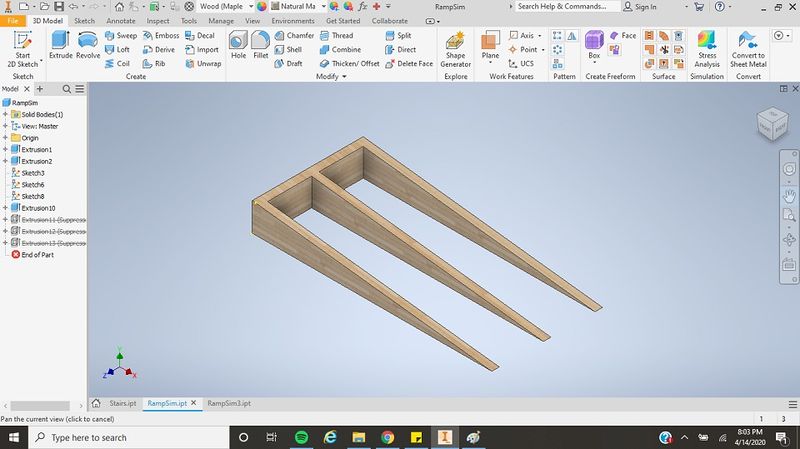 PRO
Wood (Maple
Natural Ma
RampSim
Search Help & Commands...
Sign In
File 3D Model Sketch Annotate Inspect Tools Manage View Environments Get Started Collaborate
Start
2D Sketch
Sketch
Extrude
Revolve
Sweep Emboss Decal
Loft Derive Import
Coil Rib Unwrap
Create
Hole
Fillet
Chamfer Thread Split
Shell Combine Direct
Draft Thicken/ Offset Delete Face
Modify
Shape
Generator
Explore
Plane
Axis
Point
UCS
Work Features
Pattern
Box
Face
Create Freeform
Surface
Stress
Analysis
Simulation
Convert to
Sheet Metal
Convert
Model
RampSim
Solid Bodies(1)
View: Master
Origin
Extrusion1
Extrusion2
Sketch3
Sketch6
Sketch8
Extrusion10
Extrusion11 (Suppress
Extrusion12 (Suppress
Extrusion13 (Suppress
End of Part
Y
Z
X
Stairs.ipt RampSim.ipt RampSim3.ipt
Pan the current view (click to cancel)
1 3
Type here to search
8:03 PM
4/14/2020